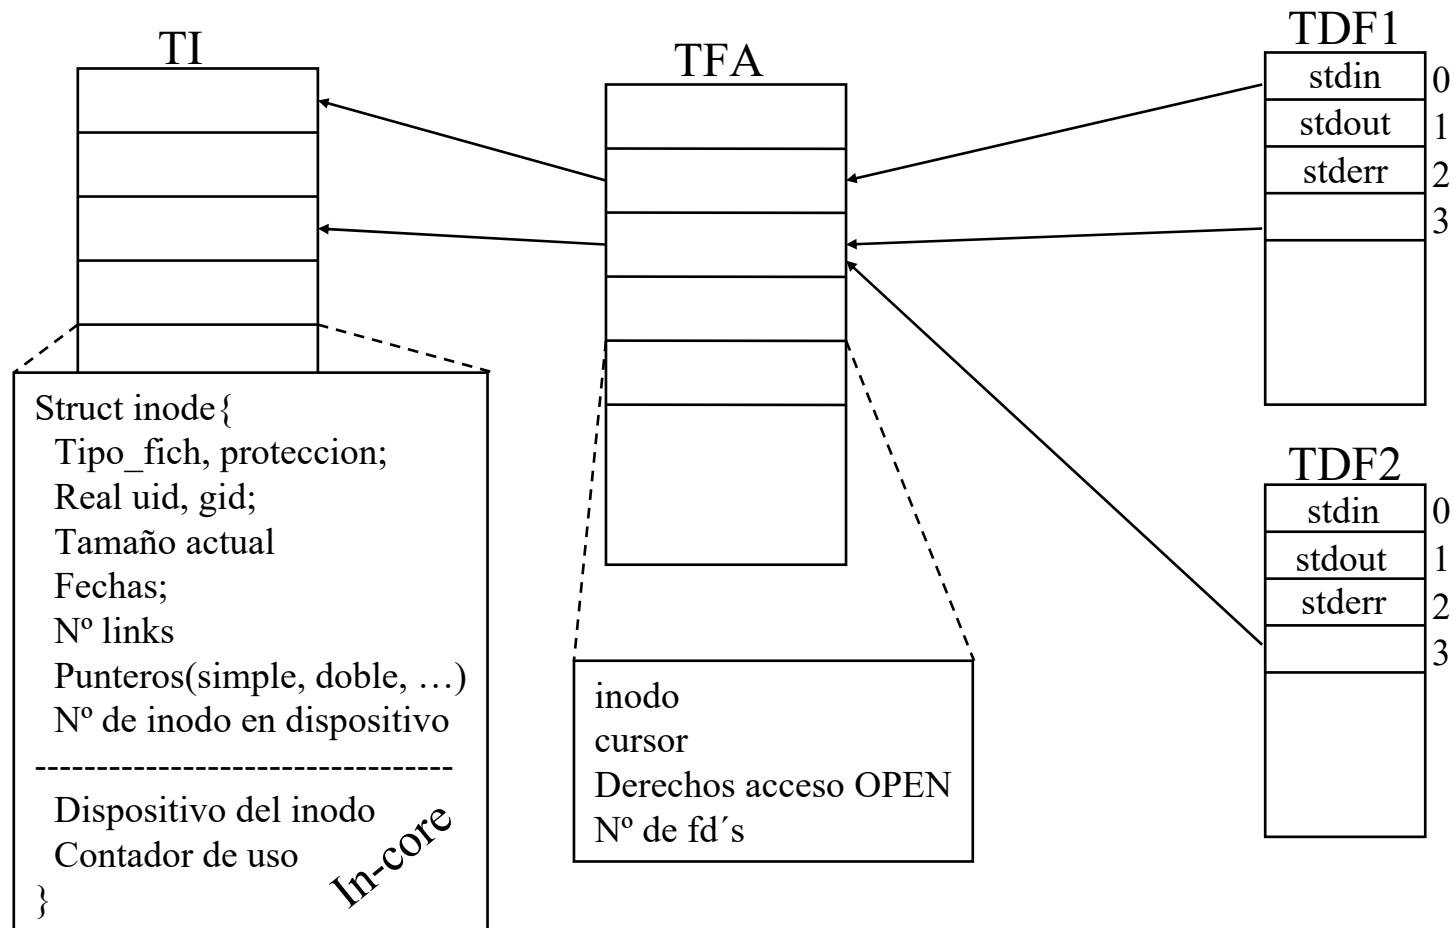 TI
TFA
TDF1
stdin 0
stdout 1
stderr 2
3
Struct inode{
Tipo_fich, proteccion;
Real uid, gid;
Tamaño actual
Fechas;
Nº links
Punteros(simple, doble, …)
Nº de inodo en dispositivo
----------------------------------
Dispositivo del inodo
Contador de uso
}
In-core
inodo
cursor
Derechos acceso OPEN
Nº de fd´s
TDF2
stdin 0
stdout 1
stderr 2
3